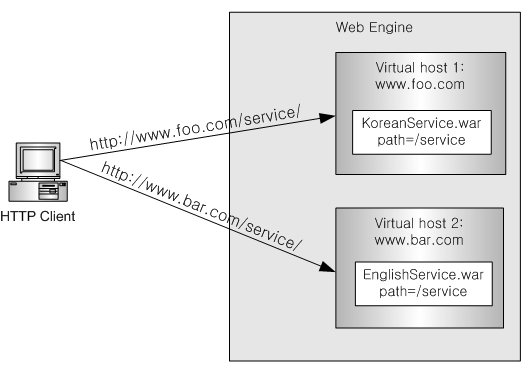 Web Engine
Virtual host 1:
www.foo.com
KoreanService.war
path=/service
http://www.foo.com/service/
http://www.bar.com/service/
HTTP Client
Virtual host 2:
www.bar.com
EnglishService.war
path=/service